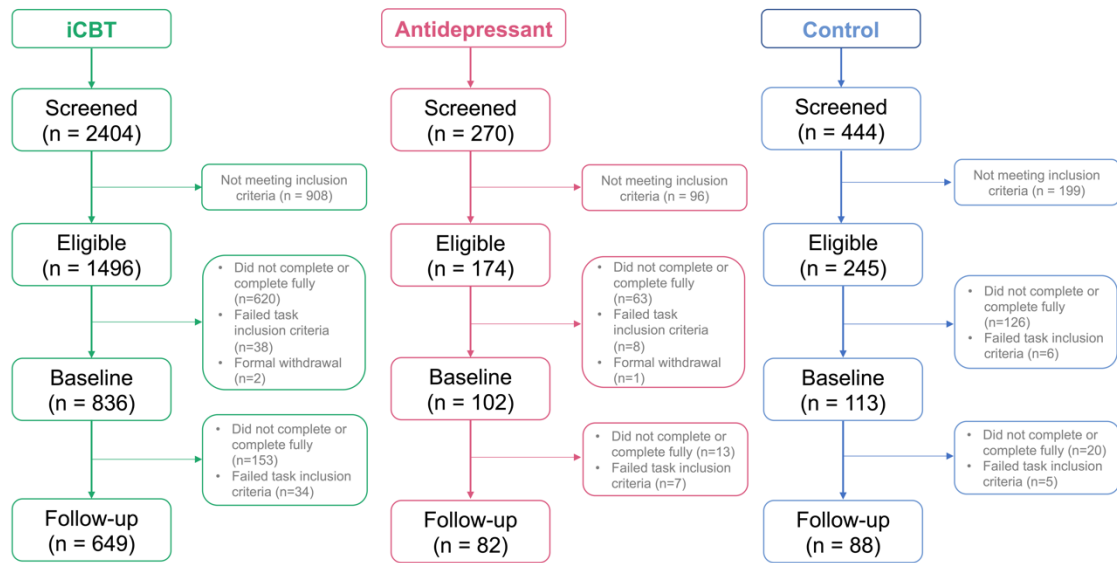 iCBT
Screened
(n = 2404)
Not meeting inclusion
criteria (n = 908)
Eligible
(n = 1496)
• Did not complete or
complete fully
(n=620)
• Failed task
inclusion criteria
(n=38)
• Formal withdrawal
(n=2)
Baseline
(n = 836)
• Did not complete or
complete fully
(n=153)
• Failed task inclusion
criteria (n=34)
Follow-up
(n = 649)
Antidepressant
Screened
(n = 270)
Not meeting inclusion
criteria (n = 96)
Eligible
(n = 174)
• Did not complete or
complete fully
(n=63)
• Failed task
inclusion criteria
(n=8)
• Formal withdrawal
(n=1)
Baseline
(n = 102)
• Did not complete or
complete fully (n=13)
• Failed task inclusion
criteria (n=7)
Follow-up
(n = 82)
Control
Screened
(n = 444)
Not meeting inclusion
criteria (n = 199)
Eligible
(n = 245)
• Did not complete or
complete fully
(n=126)
• Failed task inclusion
criteria (n=6)
Baseline
(n = 113)
• Did not complete or
complete fully (n=20)
• Failed task inclusion
criteria (n=5)
Follow-up
(n = 88)